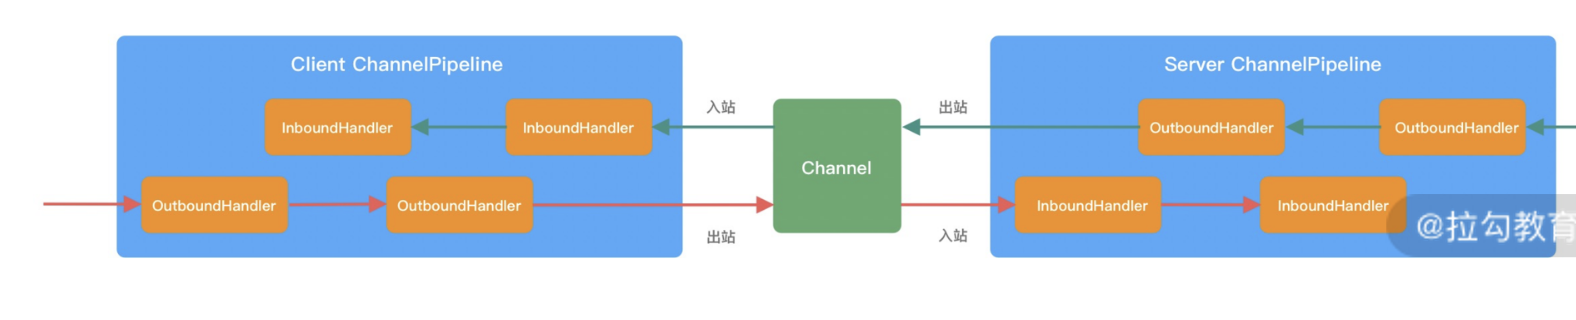 Client ChannelPipeline
InboundHandler
InboundHandler
OutboundHandler
OutboundHandler
入站
出站
Channel
出站
入站
Server ChannelPipeline
OutboundHandler
OutboundHandler
InboundHandler
InboundHandler
@拉勾教育